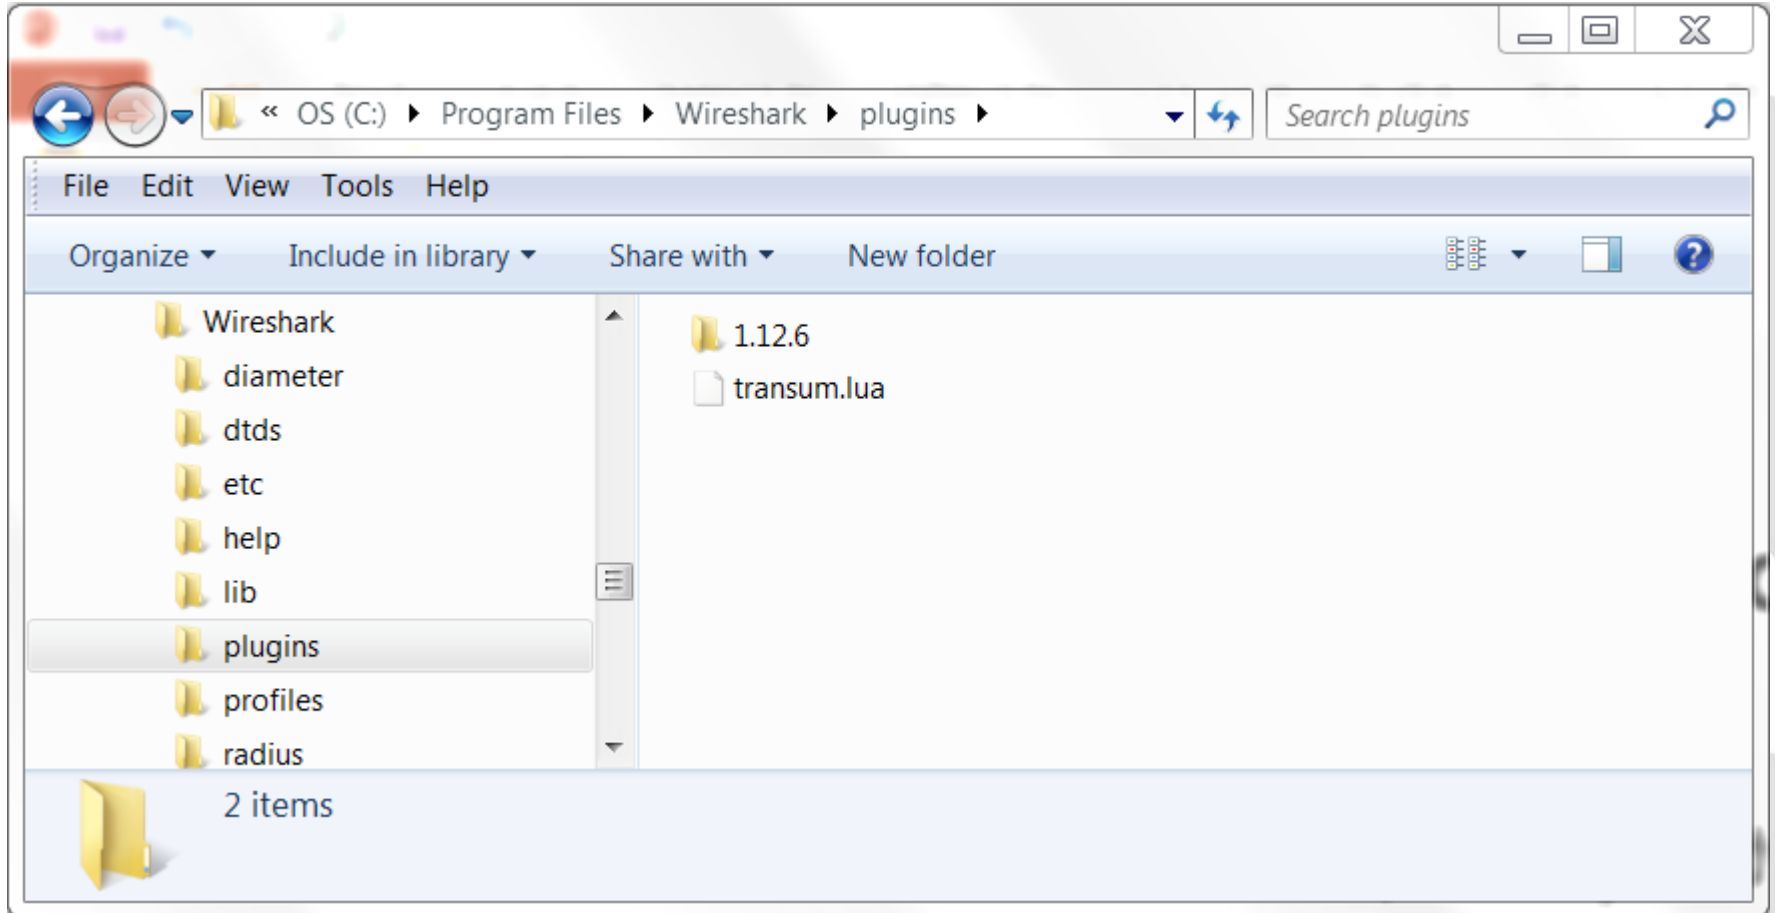 « OS (C:) Program Files Wireshark plugins Search plugins
File Edit View Tools Help
Organize Include in library Share with New folder
Wireshark
diameter
dtds
etc
help
lib
plugins
profiles
radius
1.12.6
transum.lua
2 items